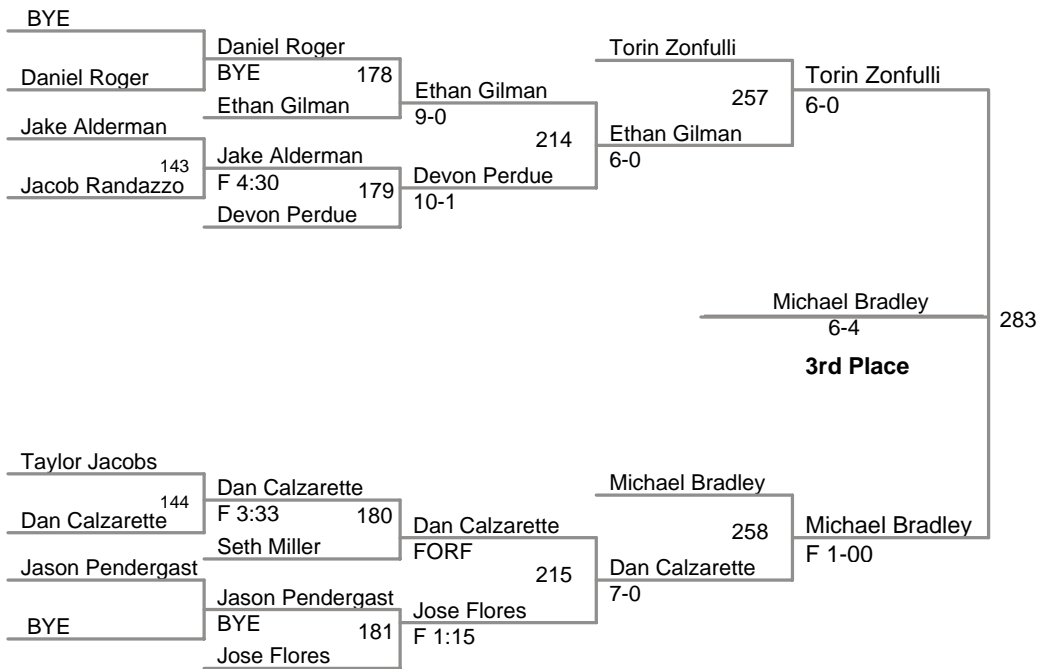 BYE
Daniel Roger
Daniel Roger
BYE
178
Ethan Gilman
Jake Alderman
143
Jacob Randazzo
Jake Alderman
F 4:30
179
Devon Perdue
Ethan Gilman
9-0
214
Devon Perdue
10-1
Torin Zonfulli
257
Ethan Gilman
6-0
Torin Zonfulli
6-0
Michael Bradley
6-4
283
3rd Place
Taylor Jacobs
144
Dan Calzarette
Dan Calzarette
F 3:33
180
Seth Miller
Jason Pendergast
BYE
Jason Pendergast
BYE
181
Jose Flores
Dan Calzarette
FORF
215
Jose Flores
F 1:15
Michael Bradley
258
Dan Calzarette
7-0
Michael Bradley
F 1-00